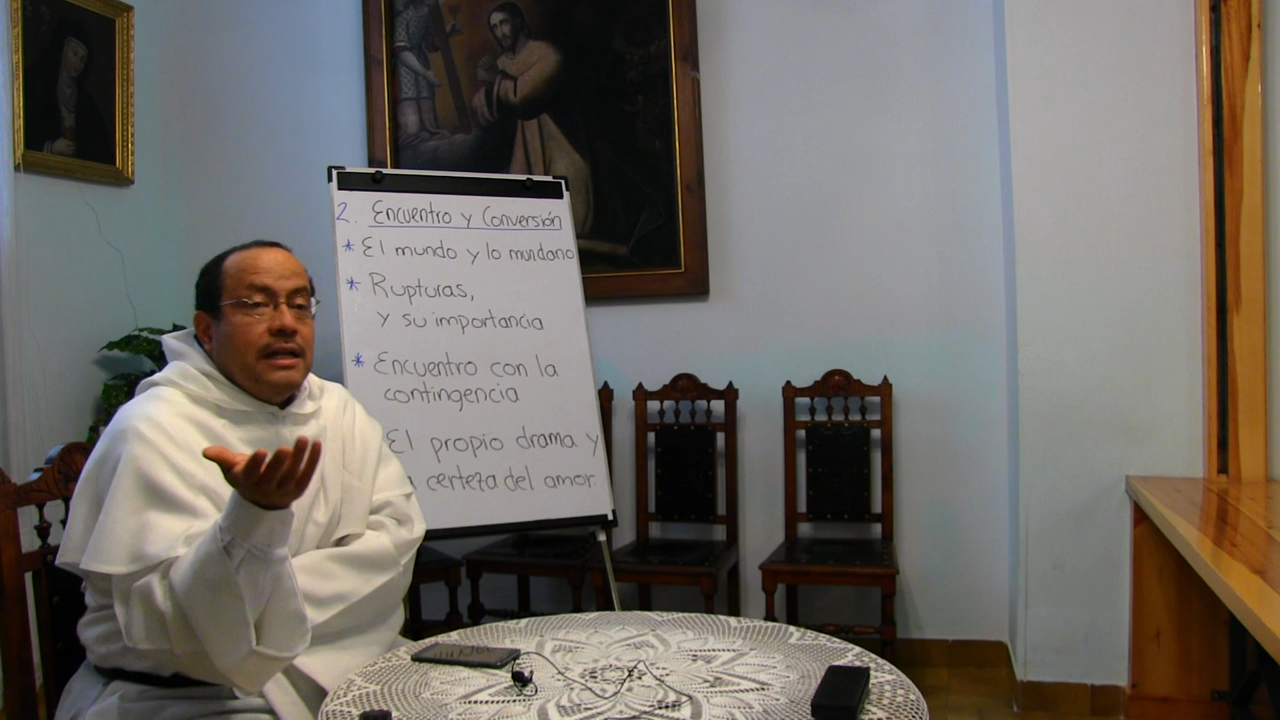 2. Encuentro y Conversión
* El mundo y lo mundano
* Rupturas,
y su importancia
* Encuentro con la
contingencia
El propio drama y
certeza del amor.